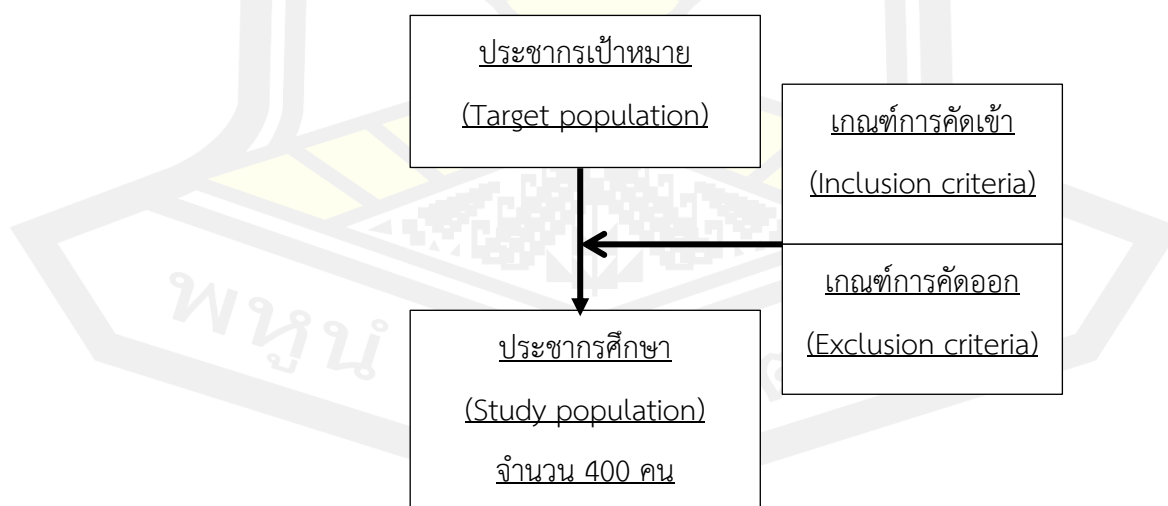 ประชากรเป้าหมาย
(Target population)
เกณฑ์การคัดเข้า
(Inclusion criteria)
เกณฑ์การคัดออก
(Exclusion criteria)
ประชากรศึกษา
(Study population)
จำนวน 400 คน
พหูนํ